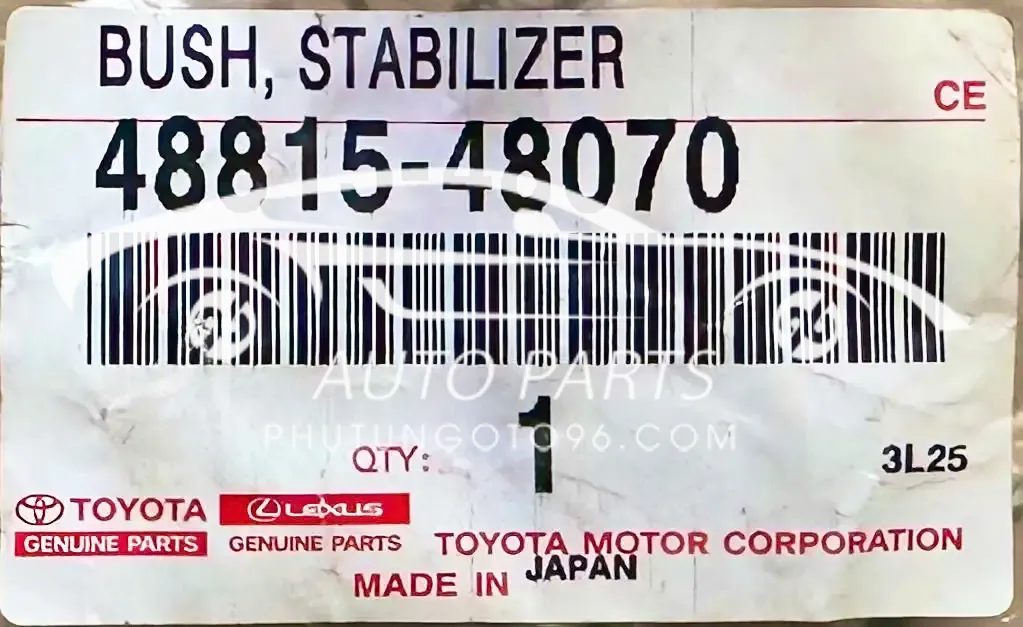 BUSH, STABILIZER
CE
48815-48070
AUTO PARTS
PHUTUNGOTO96.COM
1
QTY:
3L25
TOYOTA
LEXUS
GENUINE PARTS
GENUINE PARTS
TOYOTA MOTOR CORPORATION
MADE IN JAPAN